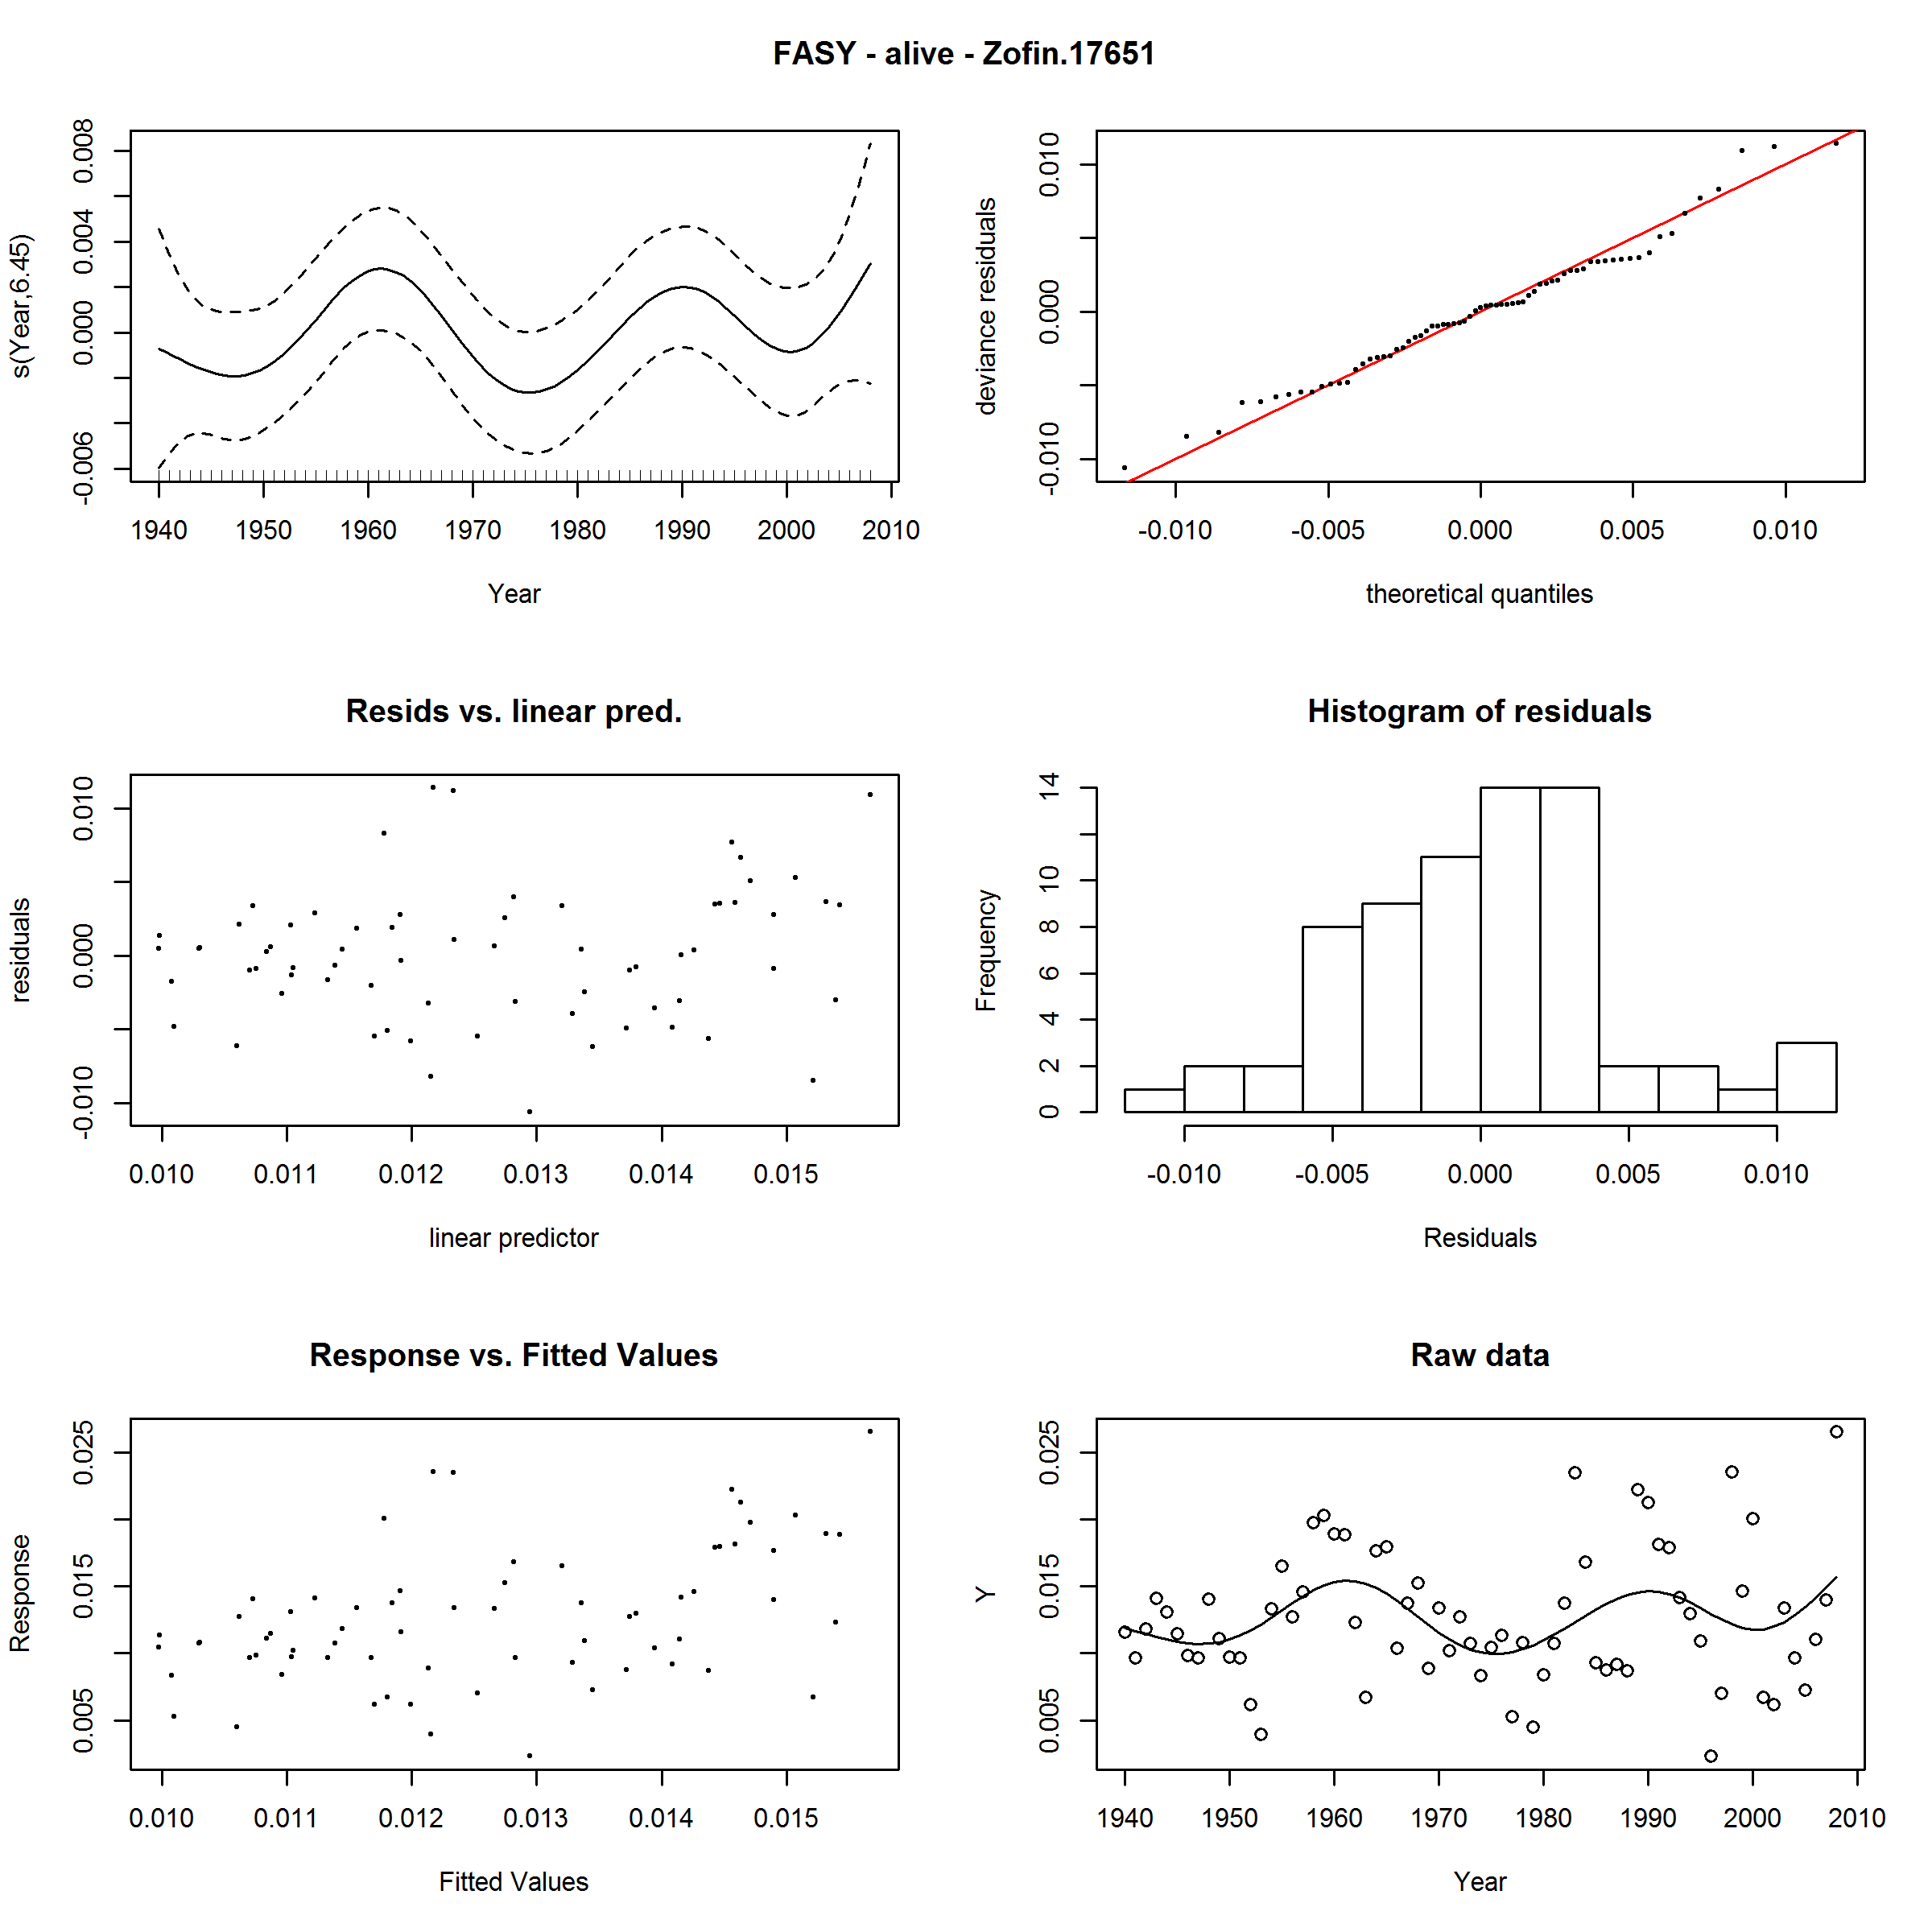 FASY - alive - Zofin.17651
s(Year,6.45)
0.008
0.004
0.000
-0.006
1940 1950 1960 1970 1980 1990 2000 2010
Year
deviance residuals
0.010
0.000
-0.010
-0.010 -0.005 0.000 0.005 0.010
theoretical quantiles
Resids vs. linear pred.
residuals
0.010
0.000
-0.010
0.010 0.011 0.012 0.013 0.014 0.015
linear predictor
Histogram of residuals
Frequency
14
10
8
6
4
2
0
-0.010 -0.005 0.000 0.005 0.010
Residuals
Response vs. Fitted Values
Response
0.025
0.015
0.005
0.010 0.011 0.012 0.013 0.014 0.015
Fitted Values
Raw data
Y
0.025
0.015
0.005
1940 1950 1960 1970 1980 1990 2000 2010
Year